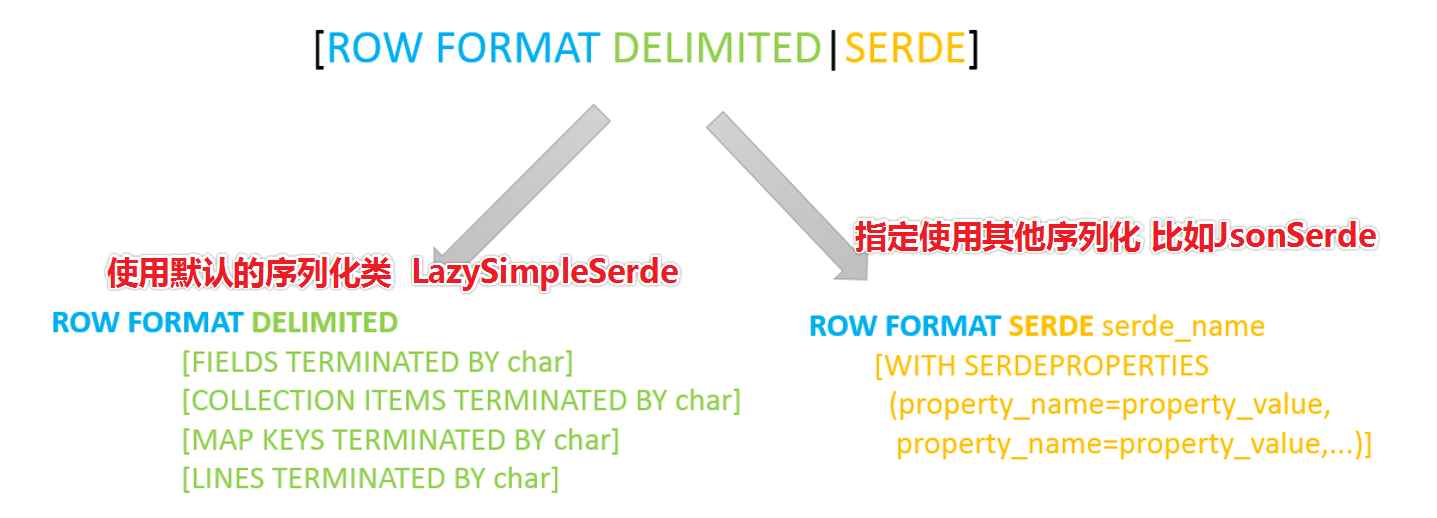 [ROW FORMAT DELIMITED|SERDE]
使用默认的序列化类 LazySimpleSerde
ROW FORMAT DELIMITED
[FIELDS TERMINATED BY char]
[COLLECTION ITEMS TERMINATED BY char]
[MAP KEYS TERMINATED BY char]
[LINES TERMINATED BY char]
指定使用其他序列化 比如JsonSerde
ROW FORMAT SERDE serde_name
[WITH SERDEPROPERTIES
(property_name=property_value,
property_name=property_value,...)]